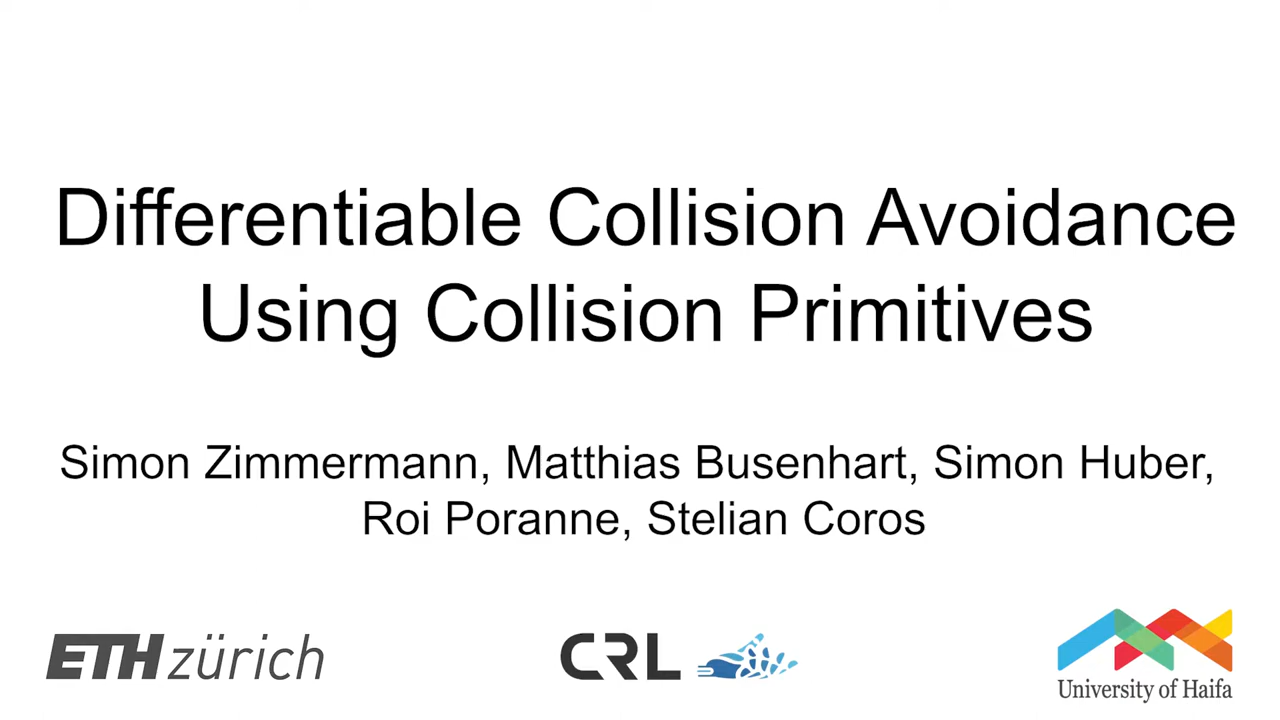 Differentiable Collision Avoidance
Using Collision Primitives
Simon Zimmermann, Matthias Busenhart, Simon Huber,
Roi Poranne, Stelian Coros
ETH zürich
CRL
University of Haifa